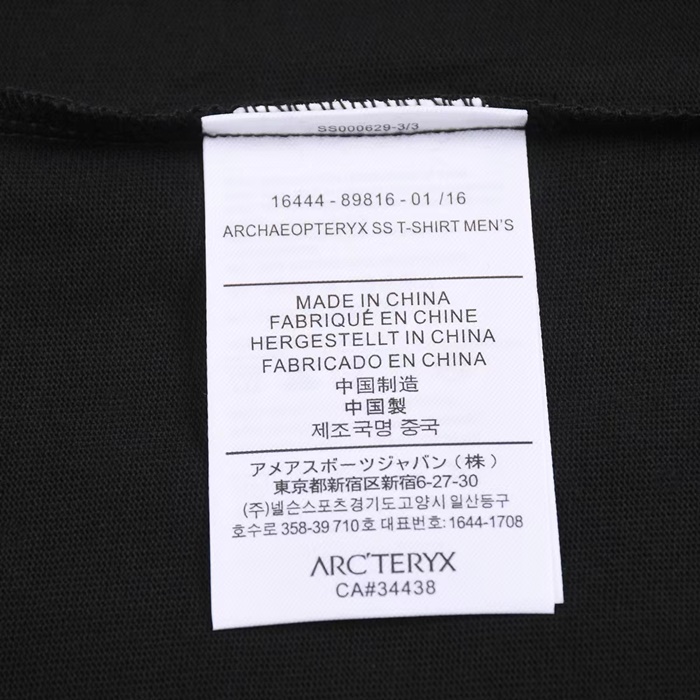 SS000629-3/3
16444 - 89816 - 01 /16
ARCHAEOPTERYX SS T-SHIRT MEN'S
MADE IN CHINA
FABRIQUÉ EN CHINE
HERGESTELLT IN CHINA
FABRICADO EN CHINA
中国制造
中国製
제조국명 중국
アメアスポーツジャパン（株）
東京都新宿区新宿6-27-30
(주)넬슨스포츠경기도고양시일산동구
호수로 358-39 710호 대표번호: 1644-1708
ARC'TERYX
CA#34438